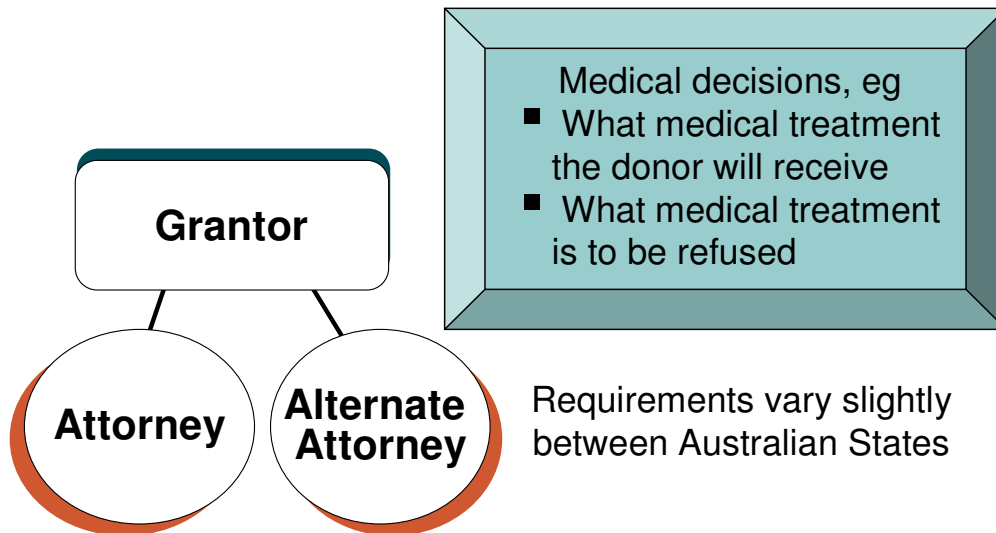 Medical decisions, eg
▪ What medical treatment
the donor will receive
▪ What medical treatment
is to be refused
Grantor
Attorney
Alternate
Attorney
Requirements vary slightly
between Australian States